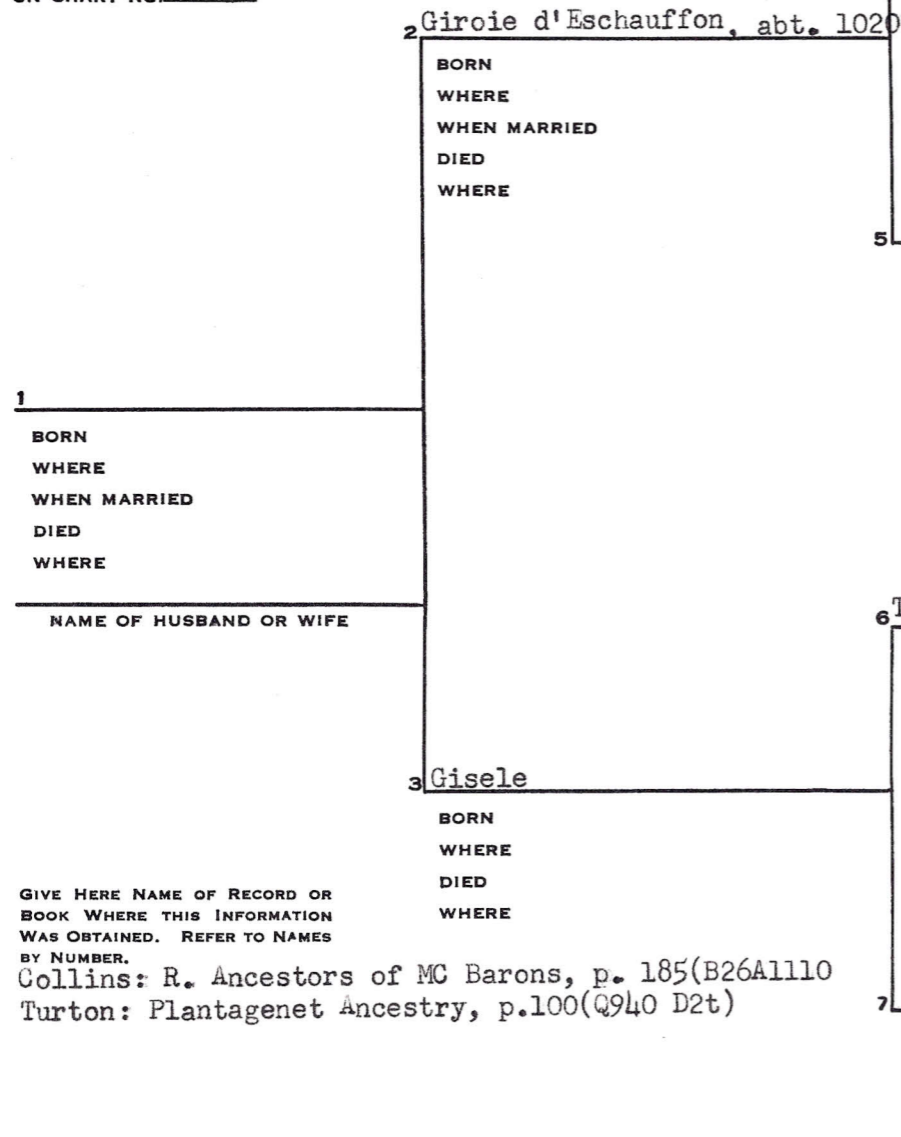 2 Giroie d'Eschauffon, abt. 1020
BORN
WHERE
WHEN MARRIED
DIED
WHERE
5
1
BORN
WHERE
WHEN MARRIED
DIED
WHERE
NAME OF HUSBAND OR WIFE
6
3 Gisele
BORN
WHERE
DIED
WHERE
GIVE HERE NAME OF RECORD OR
BOOK WHERE THIS INFORMATION
WAS OBTAINED. REFER TO NAMES
BY NUMBER.
Collins: R. Ancestors of MC Barons, p. 185(B26A1110
Turton: Plantagenet Ancestry, p.100(Q940 D2t)
7